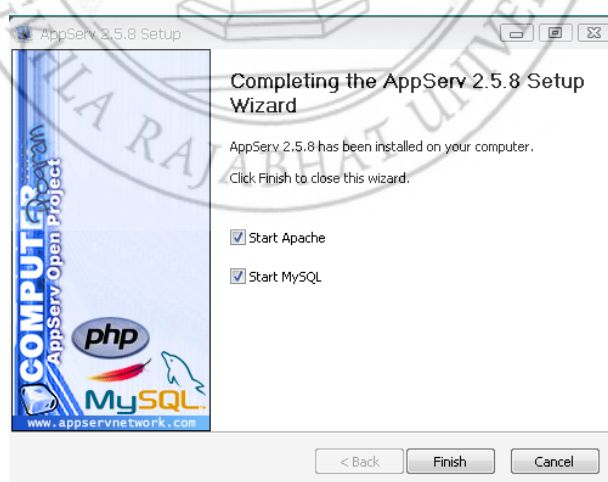 AppServ 2.5.8 Setup
Completing the AppServ 2.5.8 Setup
Wizard
AppServ 2.5.8 has been installed on your computer.
Click Finish to close this wizard.
Start Apache
Start MySQL
COMPUTER
Program
AppServ Open Project
php
MySQL
www.appservnetwork.com
< Back
Finish
Cancel
RAJABHAT